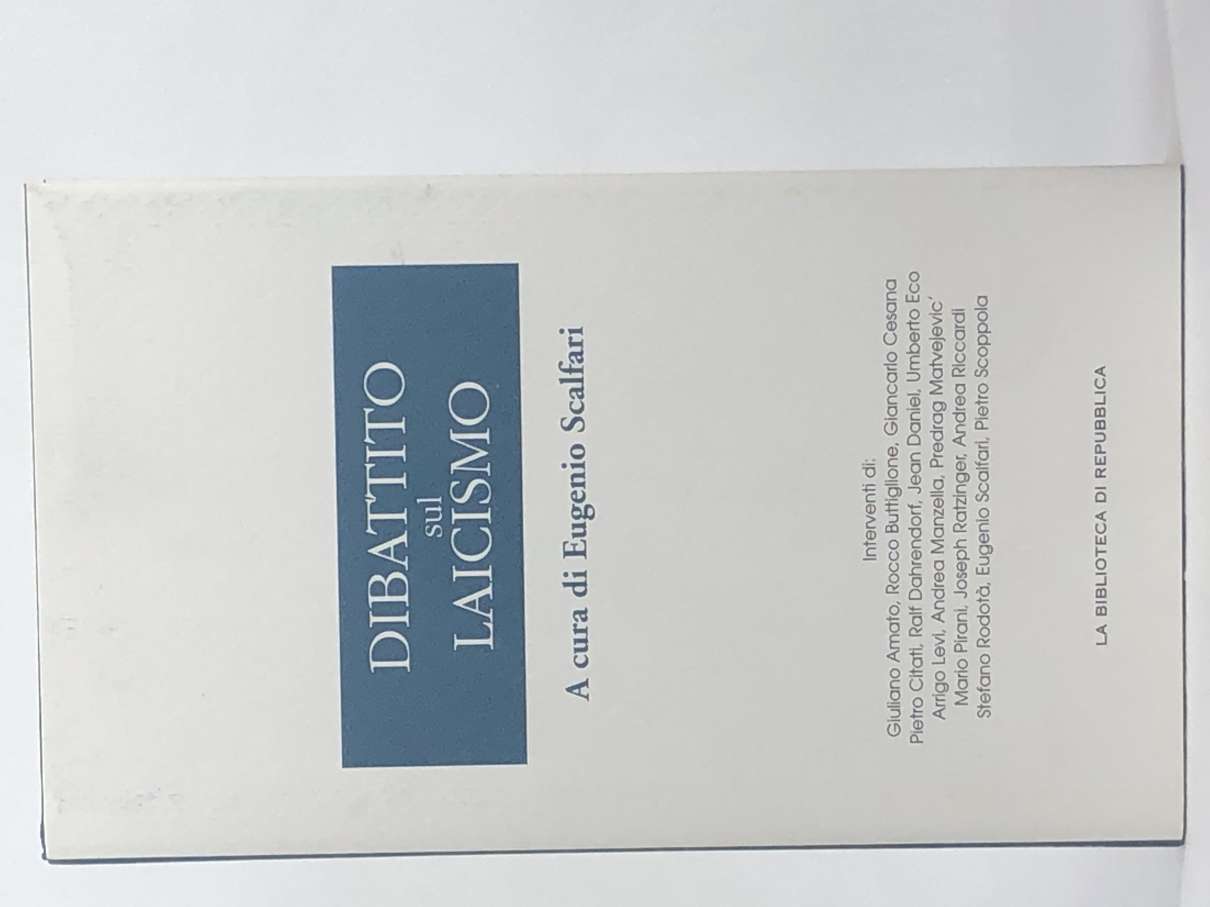 DIBATTITO
sul
LAICISMO
A cura di Eugenio Scalfari
Interventi di:
Giuliano Amato, Rocco Buttiglione, Giancarlo Cesana
Pietro Citati, Ralf Dahrendorf, Jean Daniel, Umberto Eco
Arrigo Levi, Andrea Manzella, Predrag Matvejevic´
Mario Pirani, Joseph Ratzinger, Andrea Riccardi
Stefano Rodotà, Eugenio Scalfari, Pietro Scoppola
LA BIBLIOTECA DI REPUBBLICA